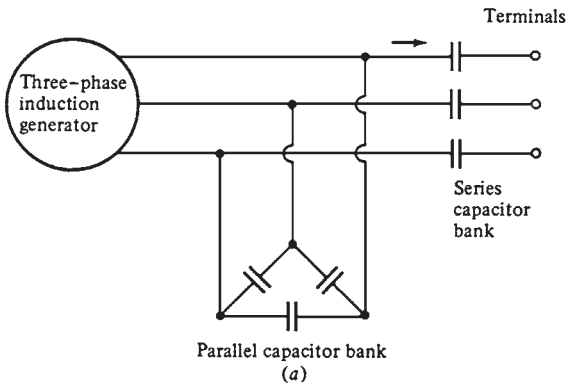 Terminals
Three-phase
induction
generator
Series
capacitor
bank
Parallel capacitor bank
(a)